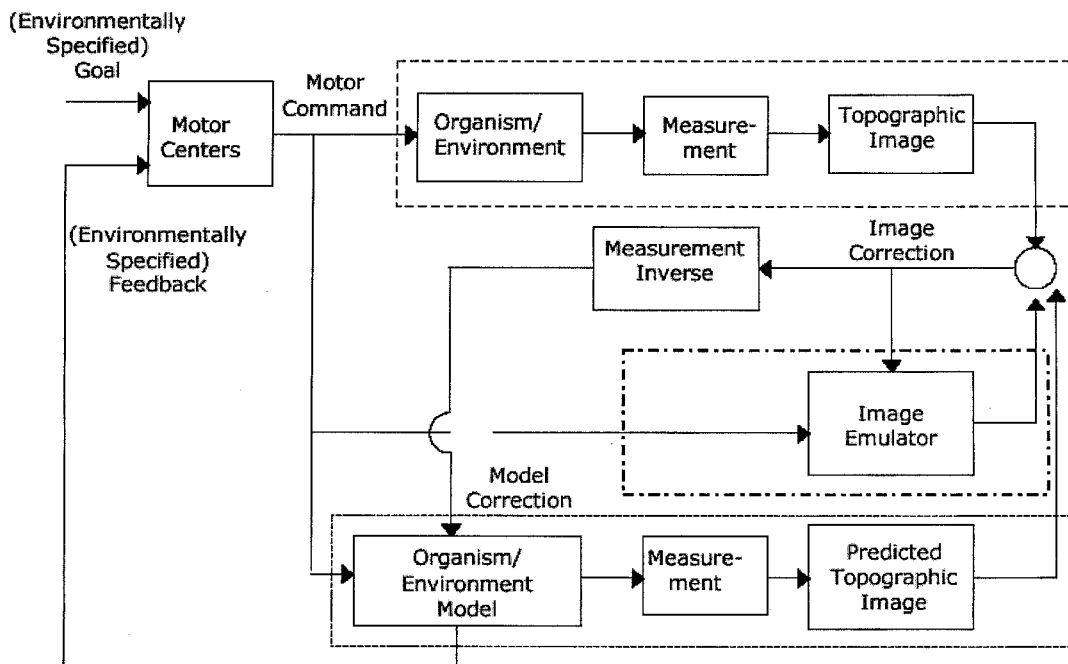 (Environmentally
Specified)
Goal
Motor
Centers
Motor
Command
Organism/
Environment
Measure-
ment
Topographic
Image
(Environmentally
Specified)
Feedback
Measurement
Inverse
Image
Correction
Image
Emulator
Model
Correction
Organism/
Environment
Model
Measure-
ment
Predicted
Topographic
Image